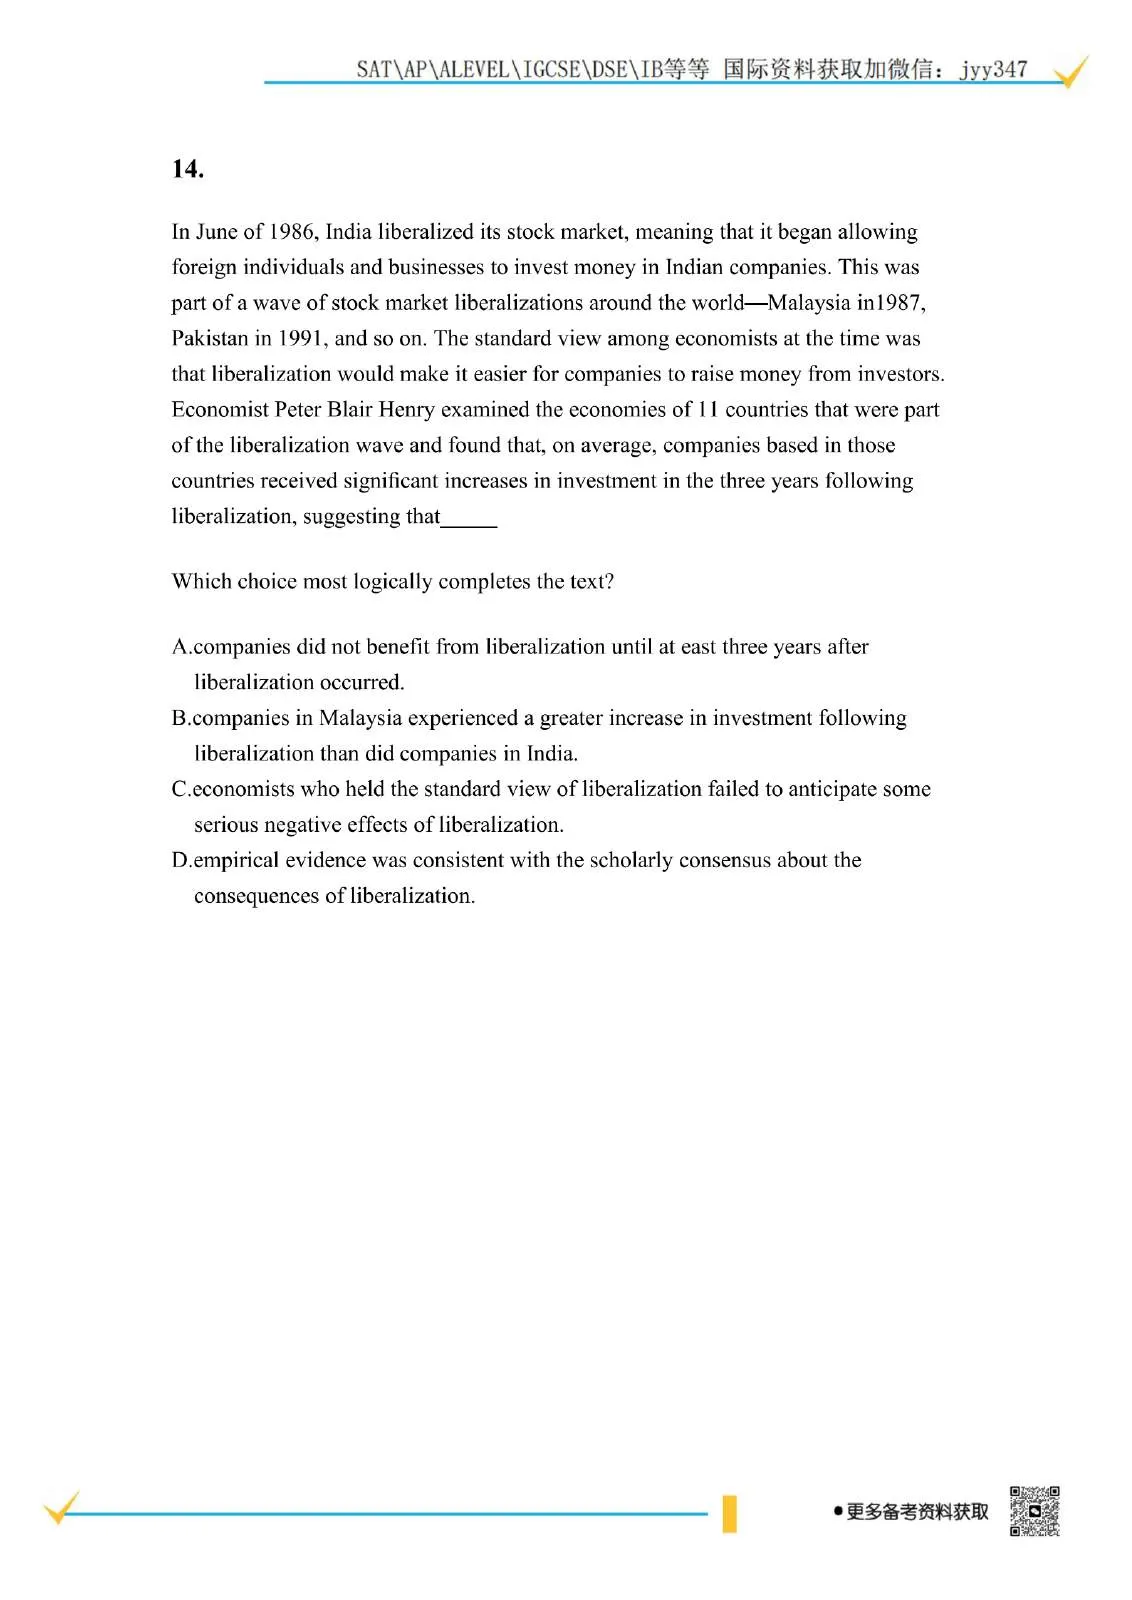 SAT\AP\ALEVEL\IGCSE\DSE\IB等等 国际资料获取加微信：jyy347
14.
In June of 1986, India liberalized its stock market, meaning that it began allowing
foreign individuals and businesses to invest money in Indian companies. This was
part of a wave of stock market liberalizations around the world—Malaysia in1987,
Pakistan in 1991, and so on. The standard view among economists at the time was
that liberalization would make it easier for companies to raise money from investors.
Economist Peter Blair Henry examined the economies of 11 countries that were part
of the liberalization wave and found that, on average, companies based in those
countries received significant increases in investment in the three years following
liberalization, suggesting that_____
Which choice most logically completes the text?
A.companies did not benefit from liberalization until at east three years after
liberalization occurred.
B.companies in Malaysia experienced a greater increase in investment following
liberalization than did companies in India.
C.economists who held the standard view of liberalization failed to anticipate some
serious negative effects of liberalization.
D.empirical evidence was consistent with the scholarly consensus about the
consequences of liberalization.
●更多备考资料获取